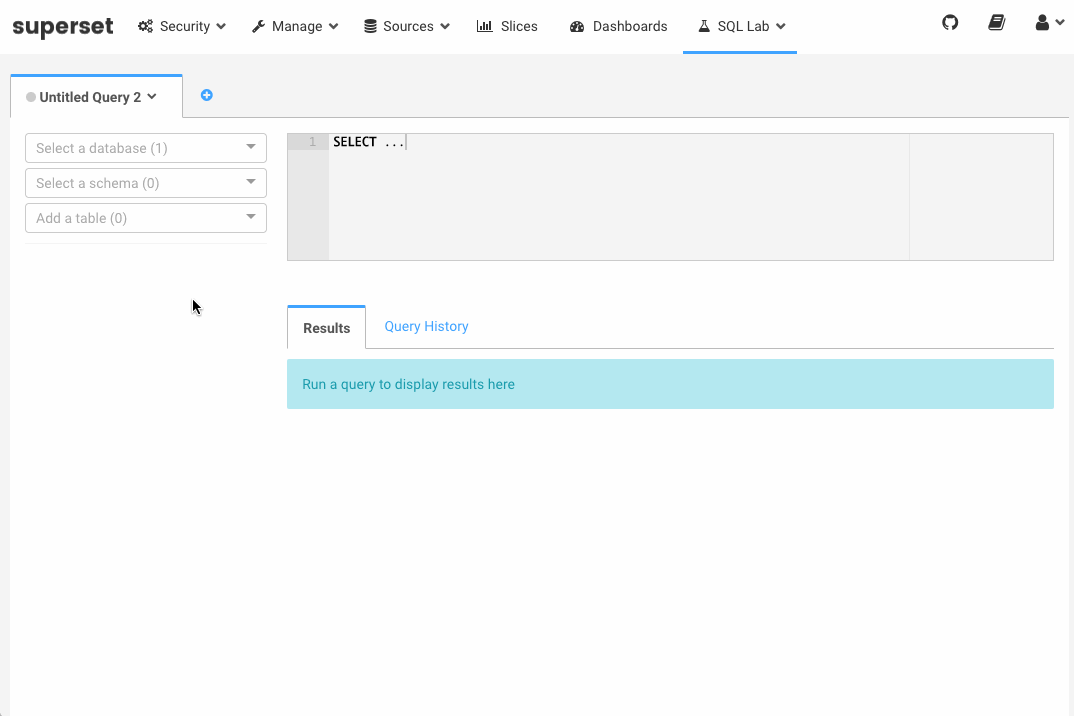 superset Security Manage Sources Slices Dashboards SQL Lab
Untitled Query 2
Select a database (1)
Select a schema (0)
Add a table (0)
1 SELECT ...
Results Query History
Run a query to display results here